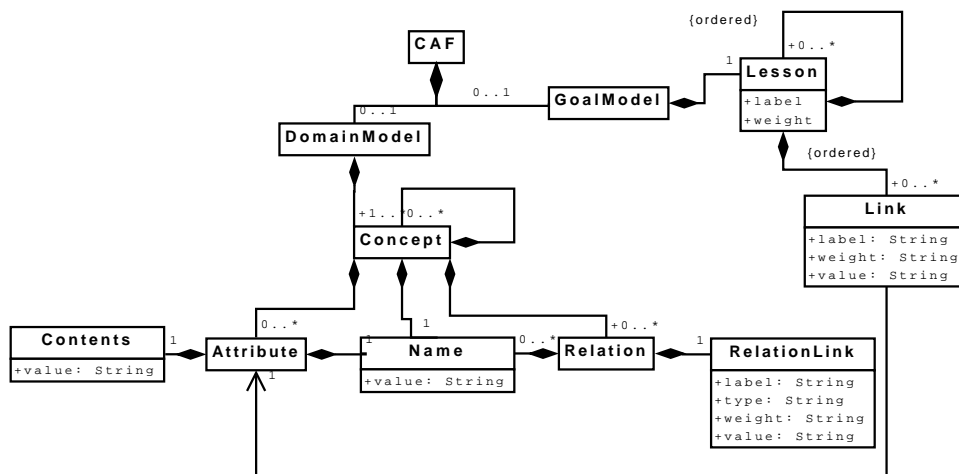 {ordered}
CAF
+0..*
1
Lesson
0..1
GoalModel
+label
+weight
0..1
DomainModel
{ordered}
+0..*
+1..*
0..*
Link
Concept
+label: String
+weight: String
+value: String
0..*
+0..*
Contents
1
Attribute
1
1
Name
0..*
Relation
1
RelationLink
+value: String
1
+value: String
+label: String
+type: String
+weight: String
+value: String